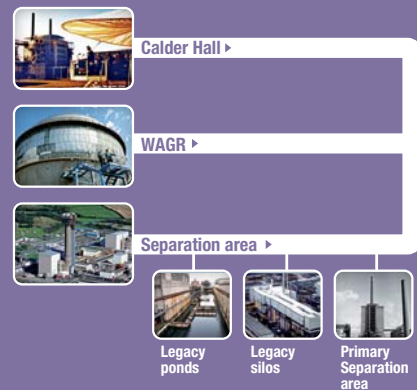 Calder Hall ▸
WAGR ▸
Separation area ▸
Legacy
ponds
Legacy
silos
Primary
Separation
area